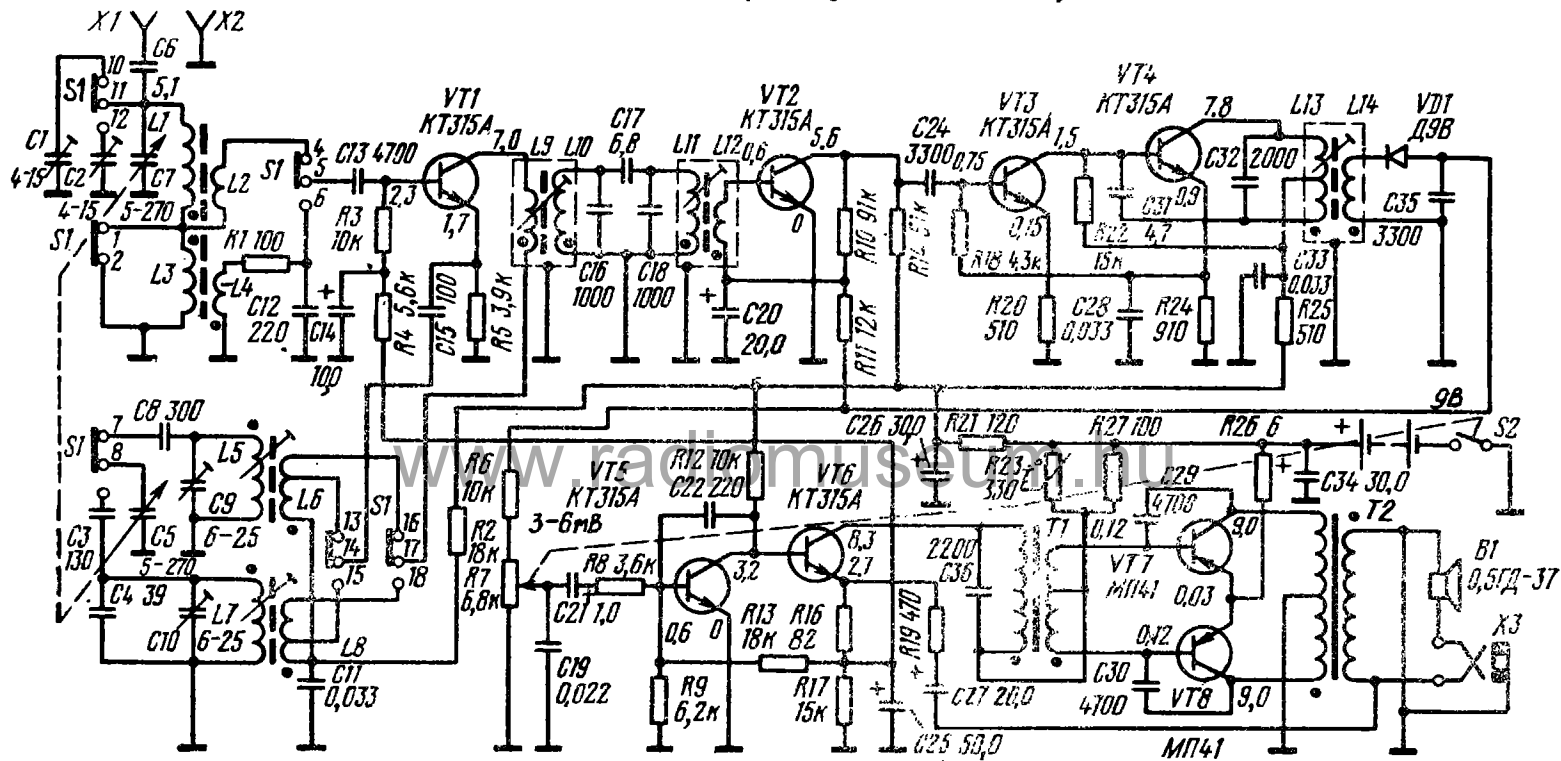 X1 X2
C6
5,1
10
S1
11
12
C1
4-15
C2
4-15
L1
C7
5-270
L2
S1
1
2
L3
L4
R1 100
C12
220
4
S1
5
6
C13 4700
2,3
R3
10к
C14
10,0
R4 5,6к
C15 100
R5 3,9к
VT1
КТ315А
7,0
1,7
L9 L10
C17
6,8
C16
1000
C18
1000
L11 L12
0,6
VT2
КТ315А
5,6
0
C20
20,0
R10 91к
R11 12к
R14 51к
C24
3300
0,75
VT3
КТ315А
1,5
0,15
R18 4,3к
R20
510
R22
15к
C31
4,7
C28
0,033
VT4
КТ315А
7,8
0,9
R24
910
C32 2000
C33
0,033
R25
510
L13 L14
VD1
Д9В
C35
3300
C8 300
7
S1
8
C3
130
C5
5-270
C4 39
C9
6-25
L5
L6
C10 6-25
L7
L8
C11
0,033
13
14
15
S1
16
17
18
R2
18к
R6
10к
R7
6,8к
VT5
КТ315А
3-6мВ
C21 1,0
R8 3,6к
C19
0,022
R12 10к
C22 220
3,2
0
0,6
R9
6,2к
R13
18к
VT6
КТ315А
8,3
2,7
R16
82
R17
15к
R19 470
C27 20,0
C25 50,0
C26 30,0
R21 120
R23
330
t°
R27 100
0,12
2200
C36
T1
C29
4700
VT7
МП41
9,0
0,03
0,12
C30
4700
VT8
9,0
МП41
R26 6
C34 30,0
9В
S2
T2
B1
0,5ГД-37
X3
www.radiomuseum.hu